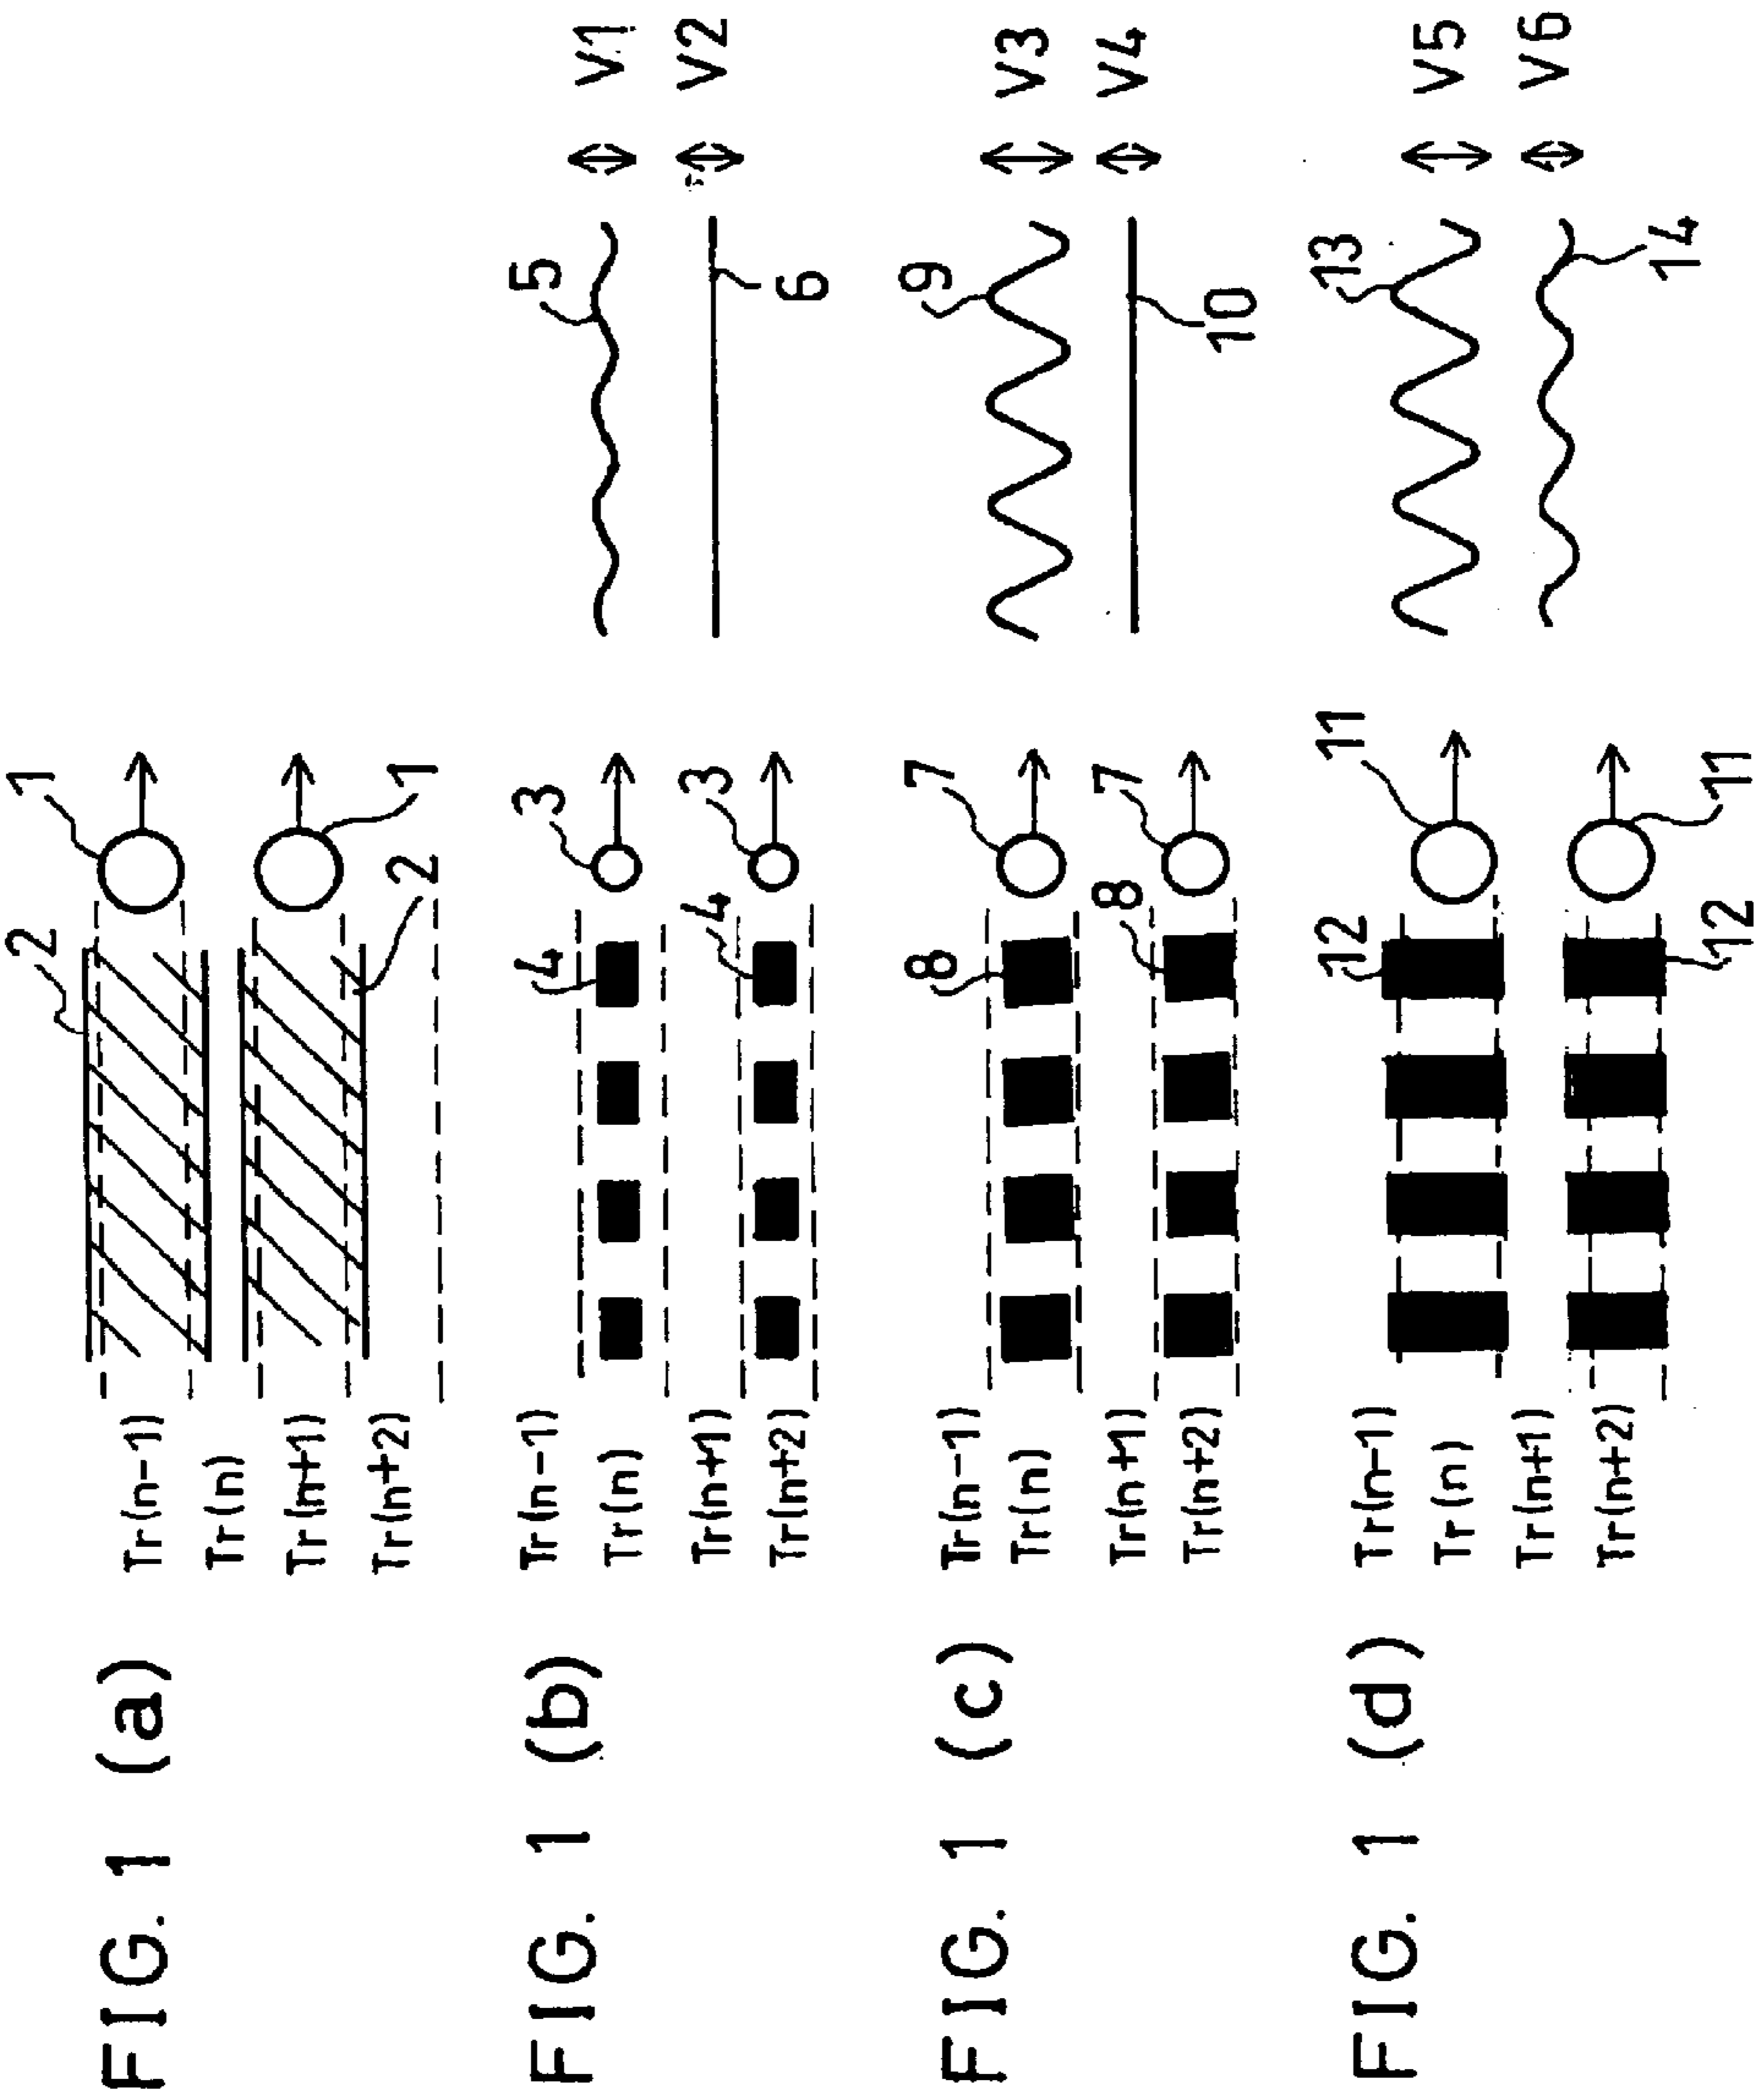 FIG. 1 (a)
Tr(n-1)
Tr(n)
Tr(n+1)
Tr(n+2)
2
1
2
1
FIG. 1 (b)
Tr(n-1)
Tr(n)
Tr(n+1)
Tr(n+2)
4
3
4
3
5
6
V1
V2
FIG. 1 (c)
Tr(n-1)
Tr(n)
Tr(n+1)
Tr(n+2)
8
7
8
7
9
10
V3
V4
FIG. 1 (d)
Tr(n-1)
Tr(n)
Tr(n+1)
Tr(n+2)
12
11
12
11
13
14
V5
V6